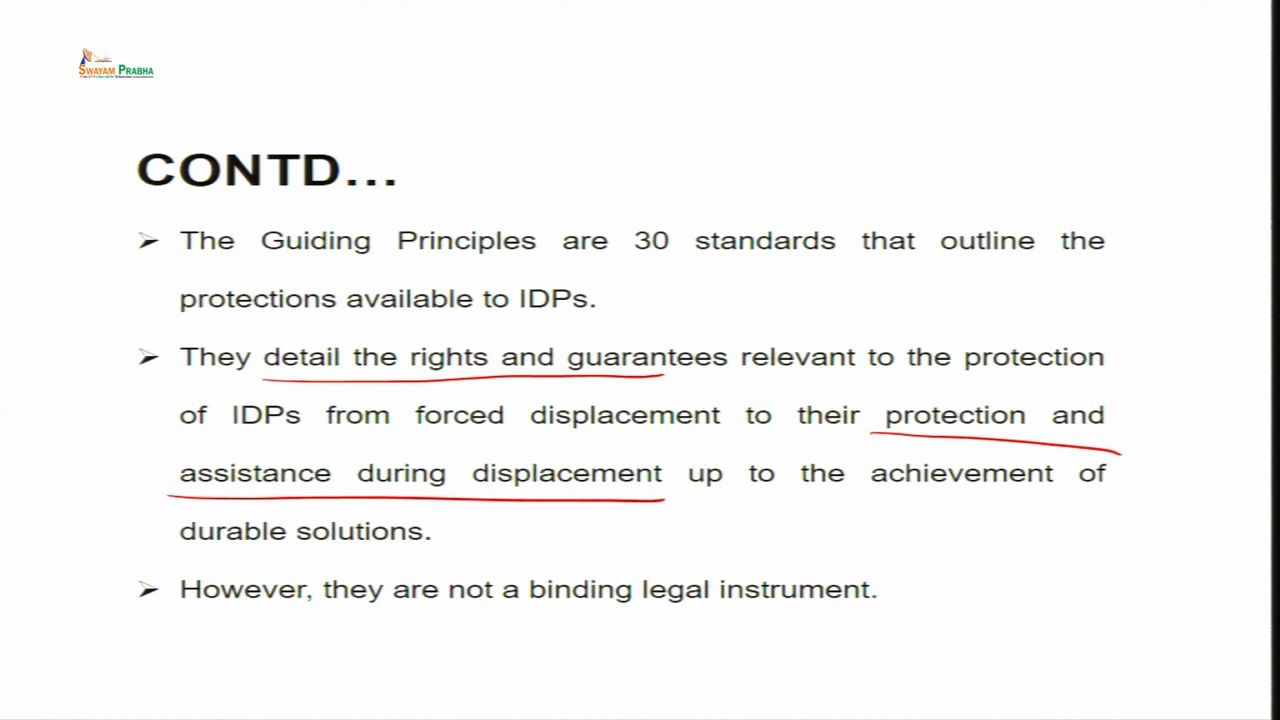 SWAYAM PRABHA
CONTD...
➢ The Guiding Principles are 30 standards that outline the
protections available to IDPs.
➢ They detail the rights and guarantees relevant to the protection
of IDPs from forced displacement to their protection and
assistance during displacement up to the achievement of
durable solutions.
➢ However, they are not a binding legal instrument.